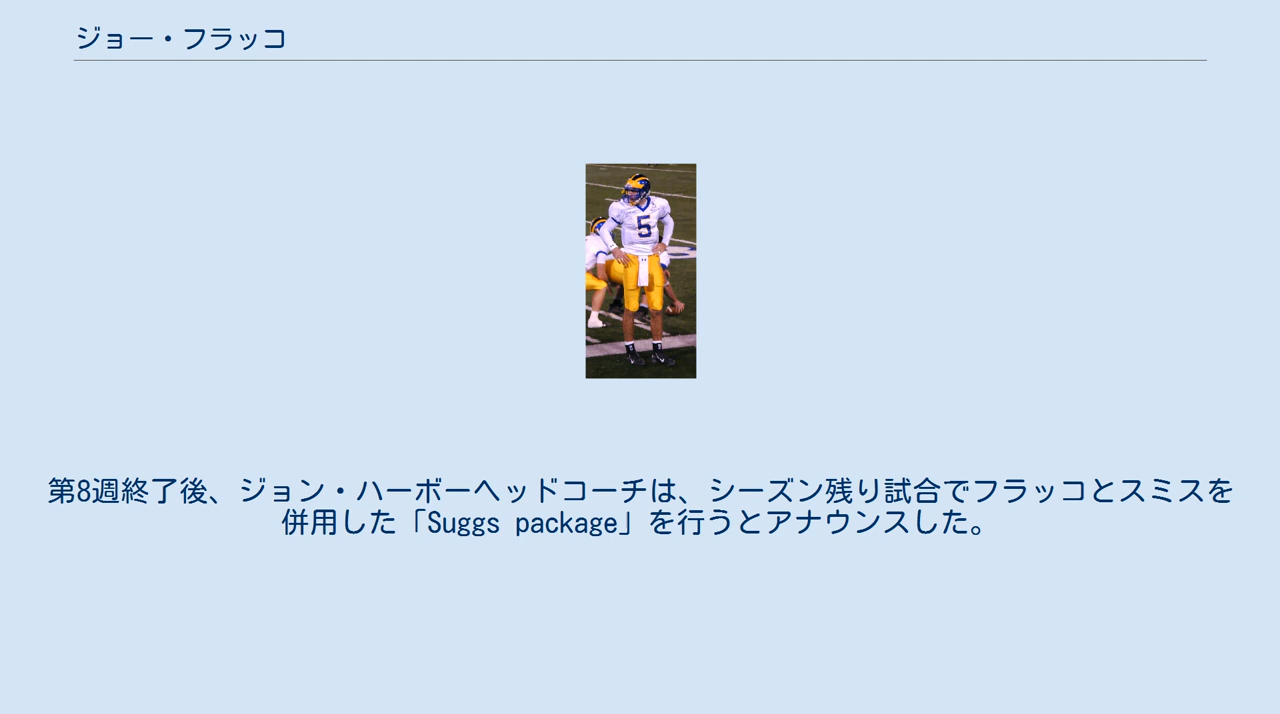 ジョー・フラッコ
5
第8週終了後、ジョン・ハーボーヘッドコーチは、シーズン残り試合でフラッコとスミスを
併用した「Suggs package」を行うとアナウンスした。